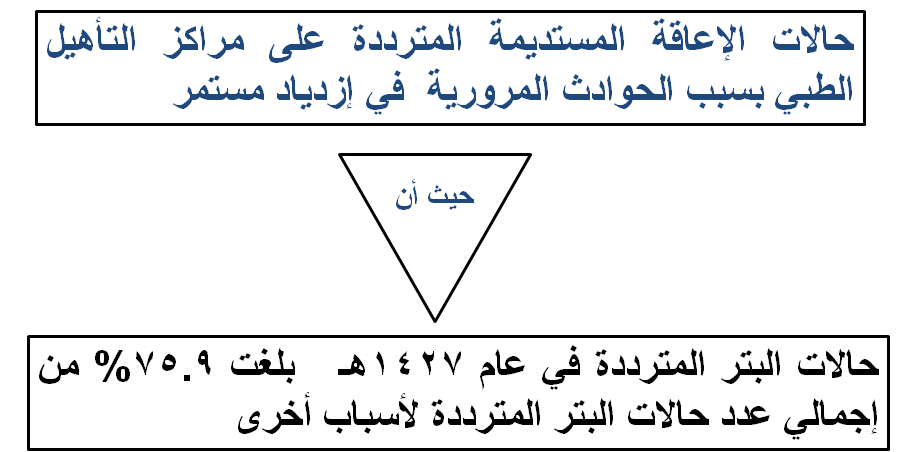 حالات الإعاقة المستديمة المترددة على مراكز التأهيل
الطبي بسبب الحوادث المرورية في إزدياد مستمر
حيث أن
حالات البتر المترددة في عام ١٤٢٧هـ بلغت ٧٥.٩% من
إجمالي عدد حالات البتر المترددة لأسباب أخرى